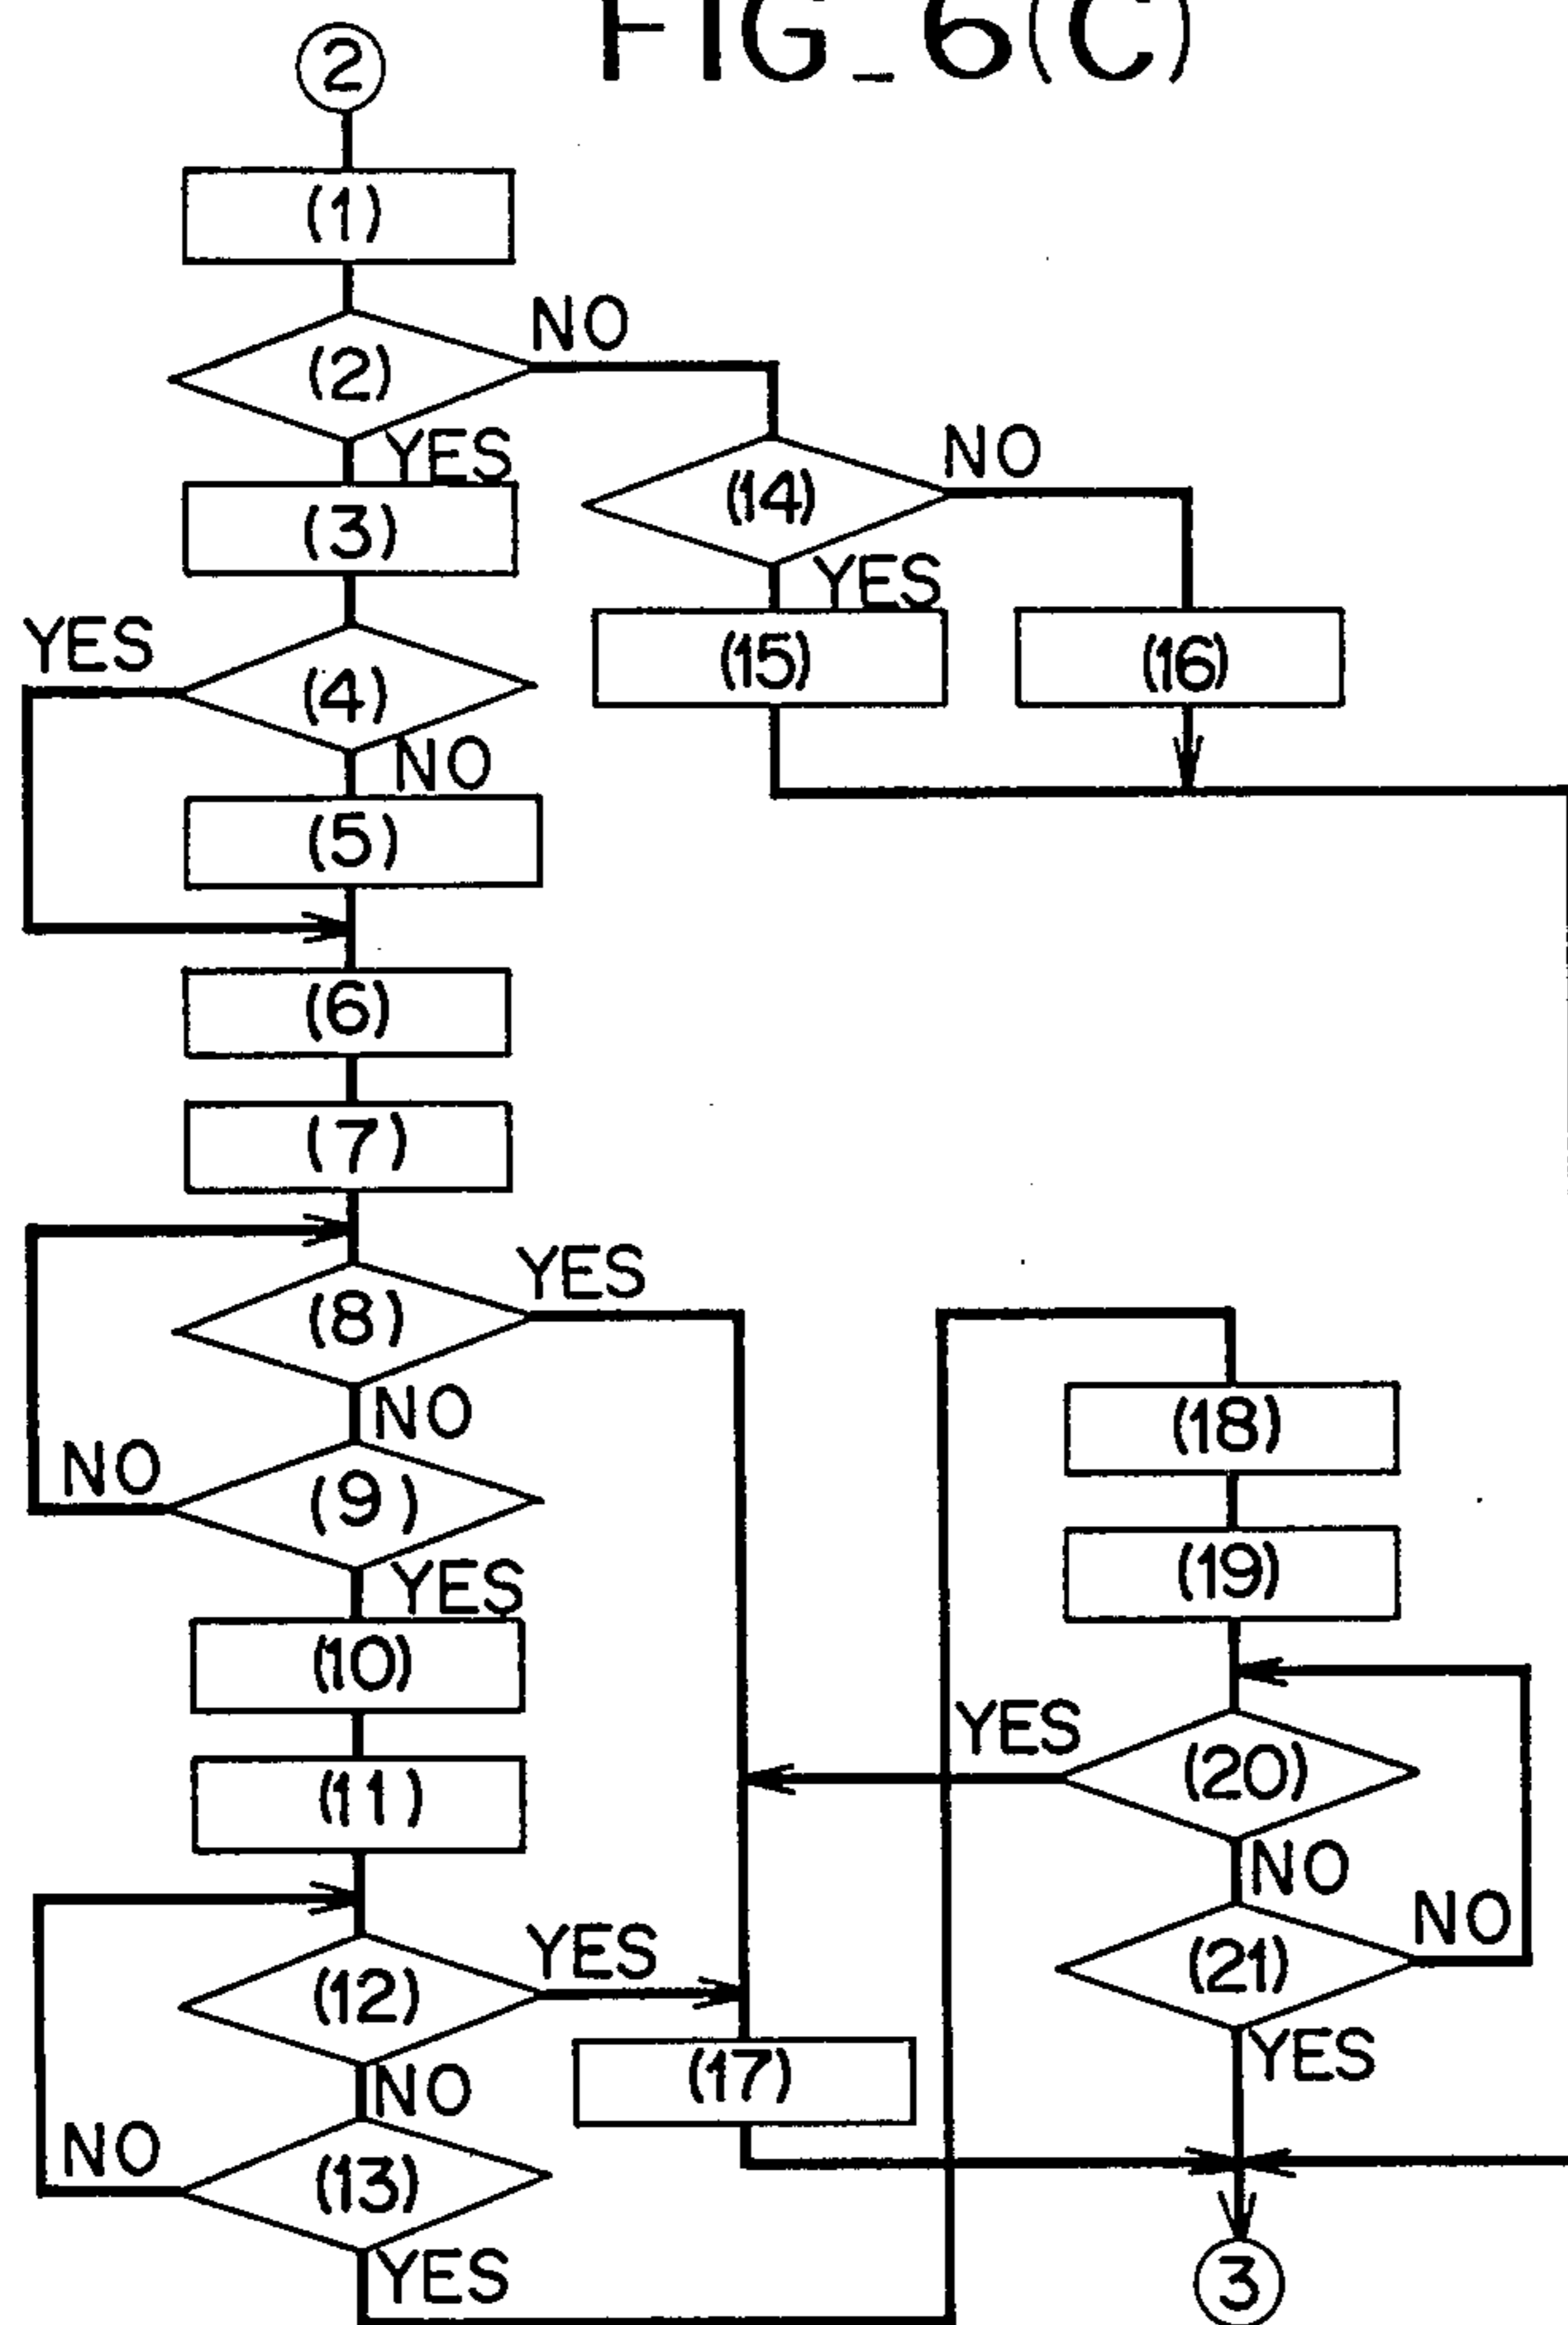 FIG_6(C)
2
(1)
(2)
NO
YES
(3)
(14)
NO
YES
YES
(4)
(15)
(16)
NO
(5)
(6)
(7)
YES
(8)
NO
(18)
NO
(9)
(19)
YES
(10)
YES
(20)
(11)
NO
NO
YES
(12)
(21)
YES
NO
(17)
NO
(13)
YES
3